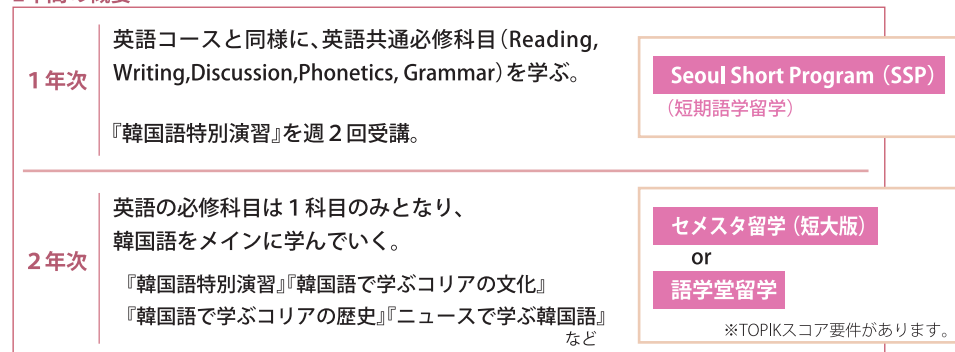 1年次
英語コースと同様に、英語共通必修科目（Reading,
Writing,Discussion,Phonetics, Grammar）を学ぶ。
『韓国語特別演習』を週2回受講。
Seoul Short Program（SSP）
（短期語学留学）
2年次
英語の必修科目は1科目のみとなり、
韓国語をメインに学んでいく。
『韓国語特別演習』『韓国語で学ぶコリアの文化』
『韓国語で学ぶコリアの歴史』『ニュースで学ぶ韓国語』
など
セメスタ留学（短大版）
or
語学堂留学
※TOPIKスコア要件があります。